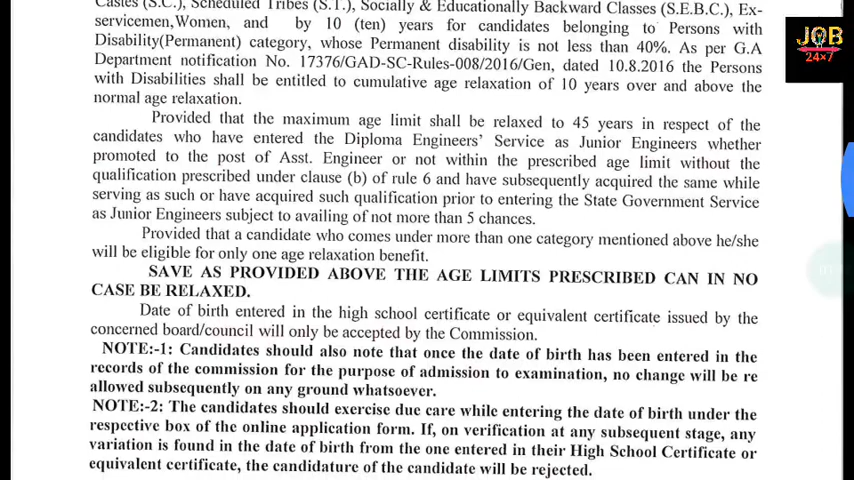 Castes (S.C.), Scheduled Tribes (S.T.), Socially & Educationally Backward Classes (S.E.B.C.), Ex-
servicemen,Women, and by 10 (ten) years for candidates belonging to Persons with
Disability(Permanent) category, whose Permanent disability is not less than 40%. As per G.A
Department notification No. 17376/GAD-SC-Rules-008/2016/Gen, dated 10.8.2016 the Persons
with Disabilities shall be entitled to cumulative age relaxation of 10 years over and above the
normal age relaxation.
Provided that the maximum age limit shall be relaxed to 45 years in respect of the
candidates who have entered the Diploma Engineers' Service as Junior Engineers whether
promoted to the post of Asst. Engineer or not within the prescribed age limit without the
qualification prescribed under clause (b) of rule 6 and have subsequently acquired the same while
serving as such or have acquired such qualification prior to entering the State Government Service
as Junior Engineers subject to availing of not more than 5 chances.
Provided that a candidate who comes under more than one category mentioned above he/she
will be eligible for only one age relaxation benefit.
SAVE AS PROVIDED ABOVE THE AGE LIMITS PRESCRIBED CAN IN NO
CASE BE RELAXED.
Date of birth entered in the high school certificate or equivalent certificate issued by the
concerned board/council will only be accepted by the Commission.
NOTE:-1: Candidates should also note that once the date of birth has been entered in the
records of the commission for the purpose of admission to examination, no change will be re
allowed subsequently on any ground whatsoever.
NOTE:-2: The candidates should exercise due care while entering the date of birth under the
respective box of the online application form. If, on verification at any subsequent stage, any
variation is found in the date of birth from the one entered in their High School Certificate or
equivalent certificate, the candidature of the candidate will be rejected.
JOB
24×7